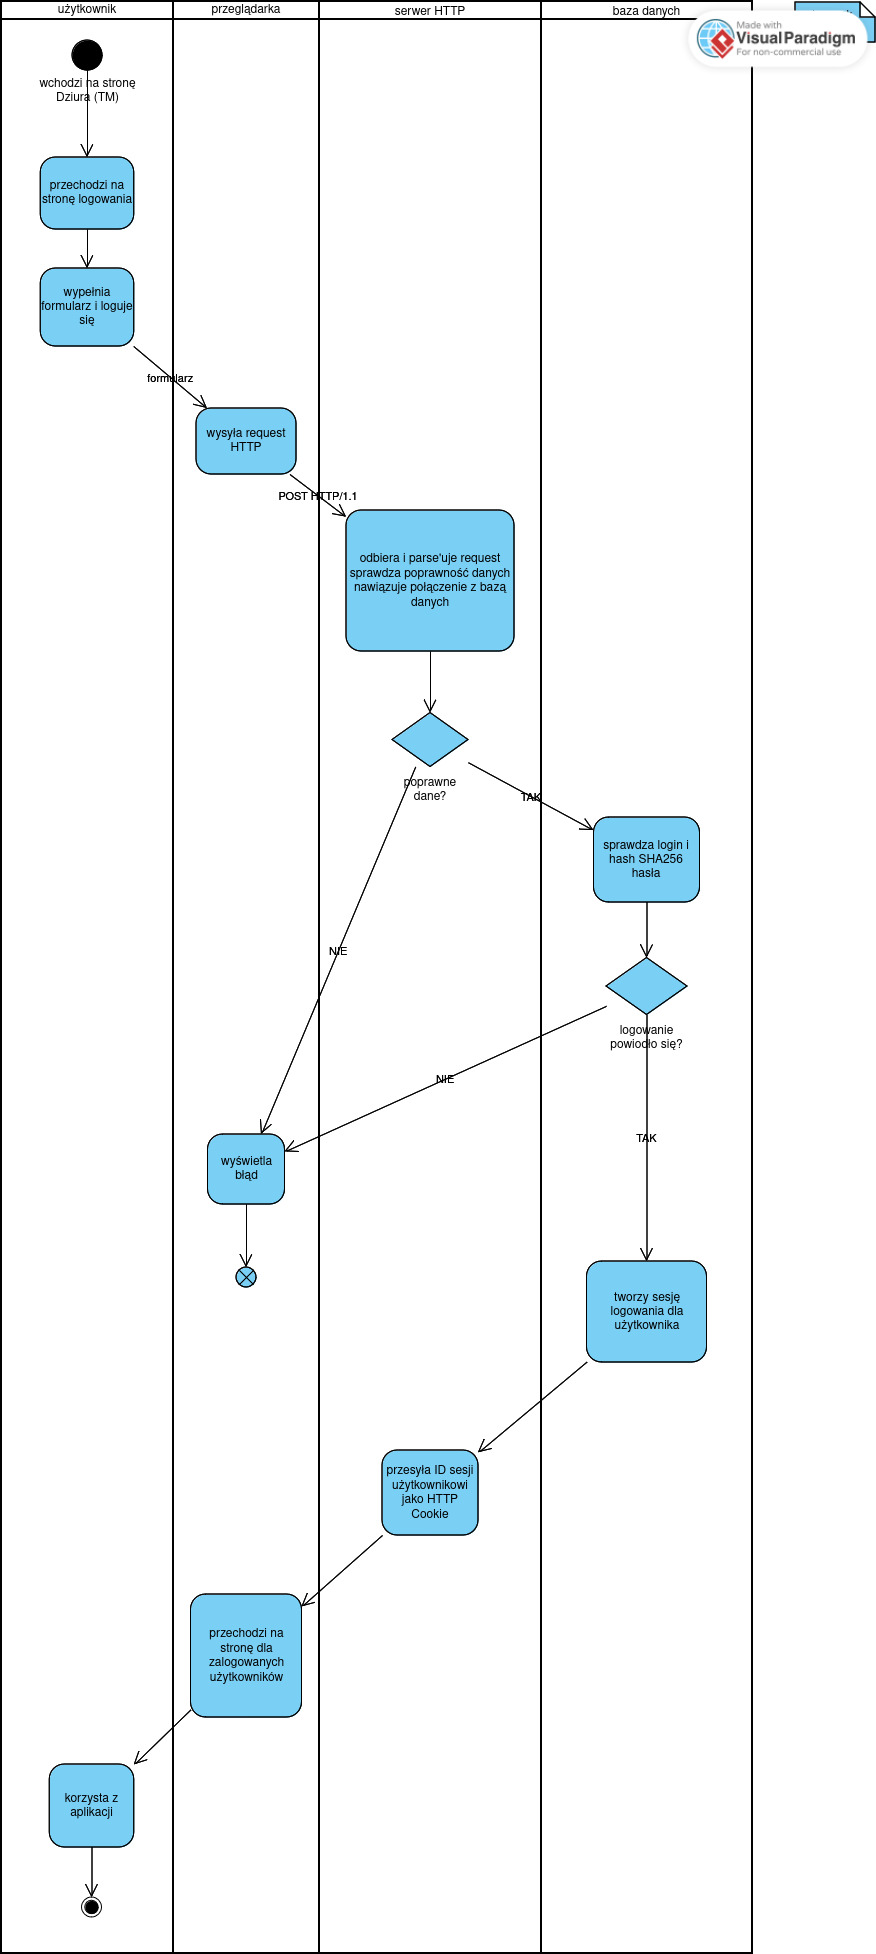 użytkownik
przeglądarka
serwer HTTP
baza danych
Made with
VisualParadigm
For non-commercial use
wchodzi na stronę
Dziura (TM)
przechodzi na
stronę logowania
wypełnia
formularz i loguje
się
formularz
wysyła request
HTTP
POST HTTP/1.1
odbiera i parse'uje request
sprawdza poprawność danych
nawiązuje połączenie z bazą
danych
poprawne
dane?
TAK
sprawdza login i
hash SHA256
hasła
NIE
logowanie
powiodło się?
NIE
TAK
wyświetla
błąd
tworzy sesję
logowania dla
użytkownika
przesyła ID sesji
użytkownikowi
jako HTTP
Cookie
przechodzi na
stronę dla
zalogowanych
użytkowników
korzysta z
aplikacji